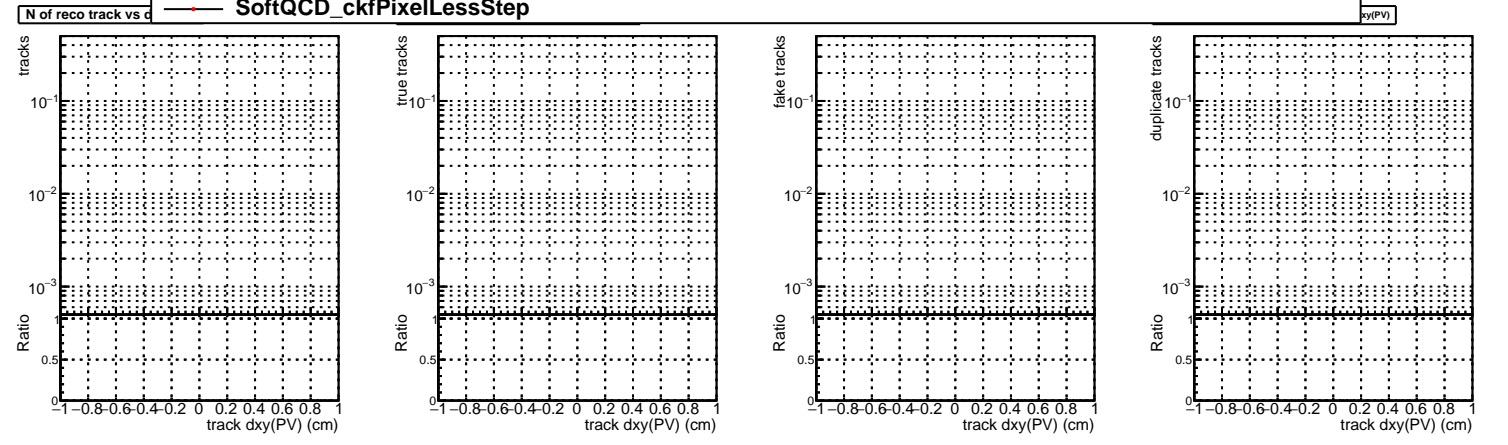 SoftQCD_ckfPixelLessStep
N of reco track vs d
xy(PV)
tracks
10−1
10−2
10−3
Ratio
1
0.5
0
−1 −0.8 −0.6 −0.4 −0.2 0 0.2 0.4 0.6 0.8 1
track dxy(PV) (cm)
true tracks
10−1
10−2
10−3
Ratio
1
0.5
0
−1 −0.8 −0.6 −0.4 −0.2 0 0.2 0.4 0.6 0.8 1
track dxy(PV) (cm)
fake tracks
10−1
10−2
10−3
Ratio
1
0.5
0
−1 −0.8 −0.6 −0.4 −0.2 0 0.2 0.4 0.6 0.8 1
track dxy(PV) (cm)
duplicate tracks
10−1
10−2
10−3
Ratio
1
0.5
0
−1 −0.8 −0.6 −0.4 −0.2 0 0.2 0.4 0.6 0.8 1
track dxy(PV) (cm)